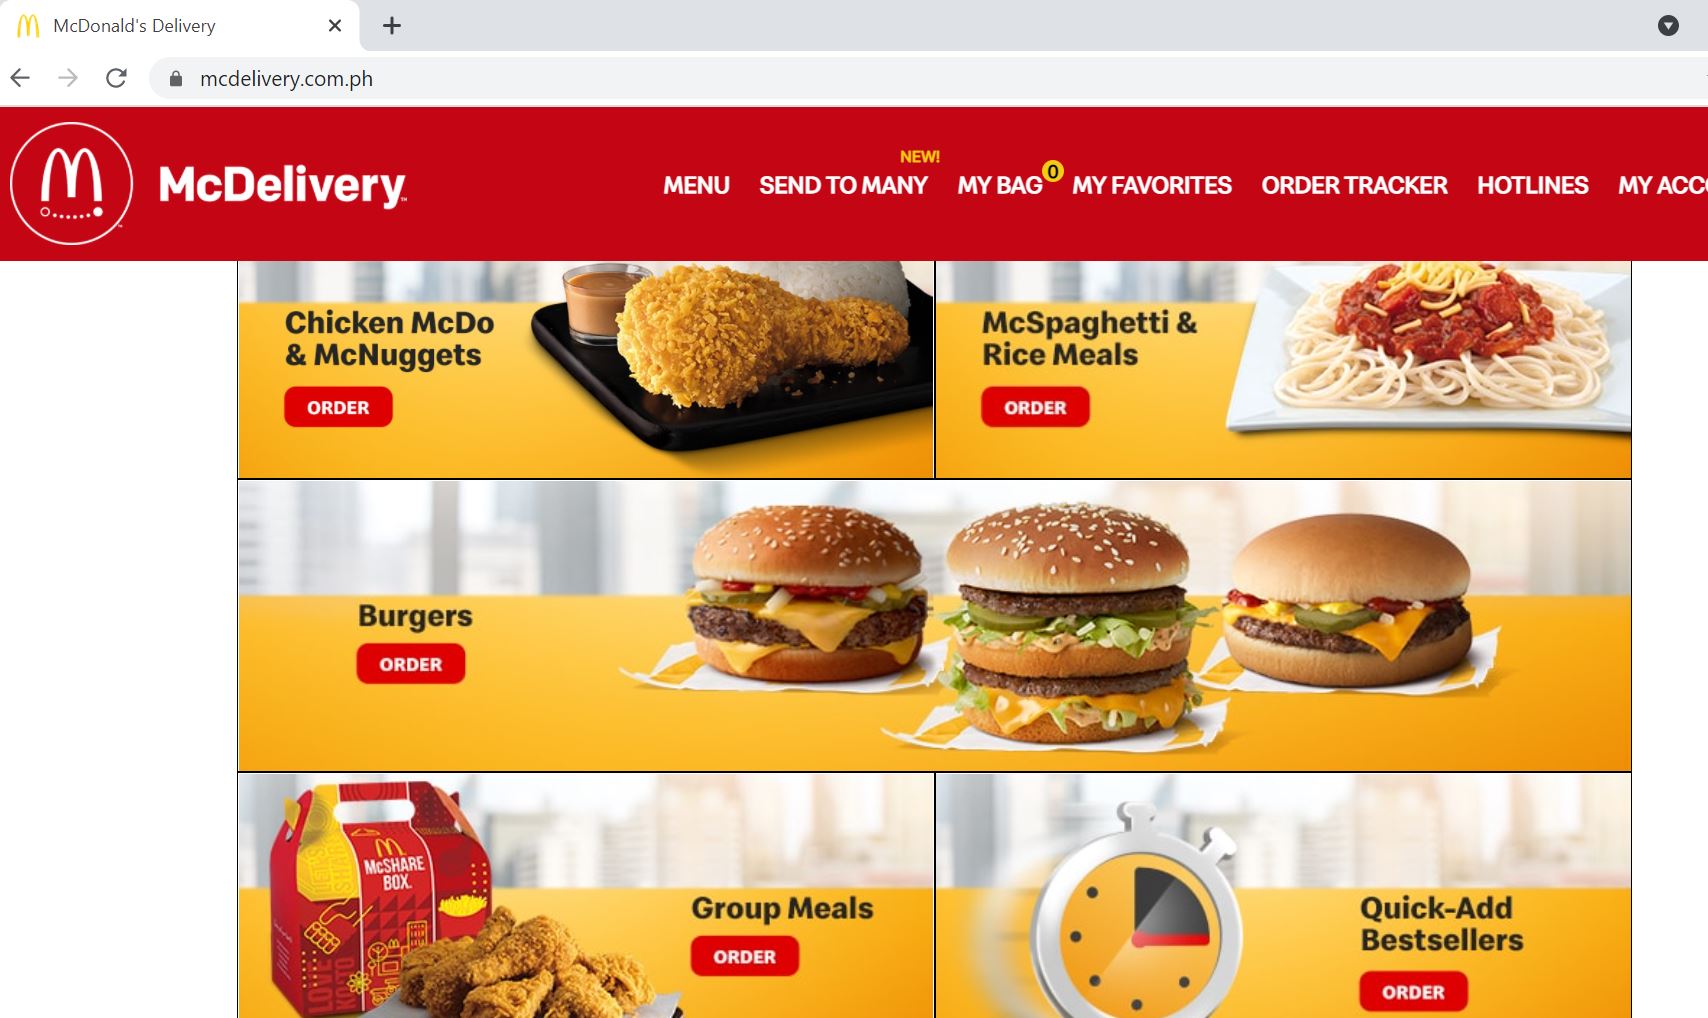 McDonald's Delivery
mcdelivery.com.ph
McDelivery™
MENU
NEW!
SEND TO MANY
MY BAG 0
MY FAVORITES
ORDER TRACKER
HOTLINES
MY ACCO
Chicken McDo
& McNuggets
ORDER
McSpaghetti &
Rice Meals
ORDER
Burgers
ORDER
McSHARE
BOX.
Group Meals
ORDER
Quick-Add
Bestsellers
ORDER